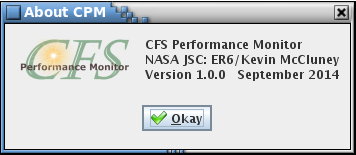 About CPM
CFS
Performance Monitor
CFS Performance Monitor
NASA JSC: ER6/Kevin McCluney
Version 1.0.0 September 2014
Okay